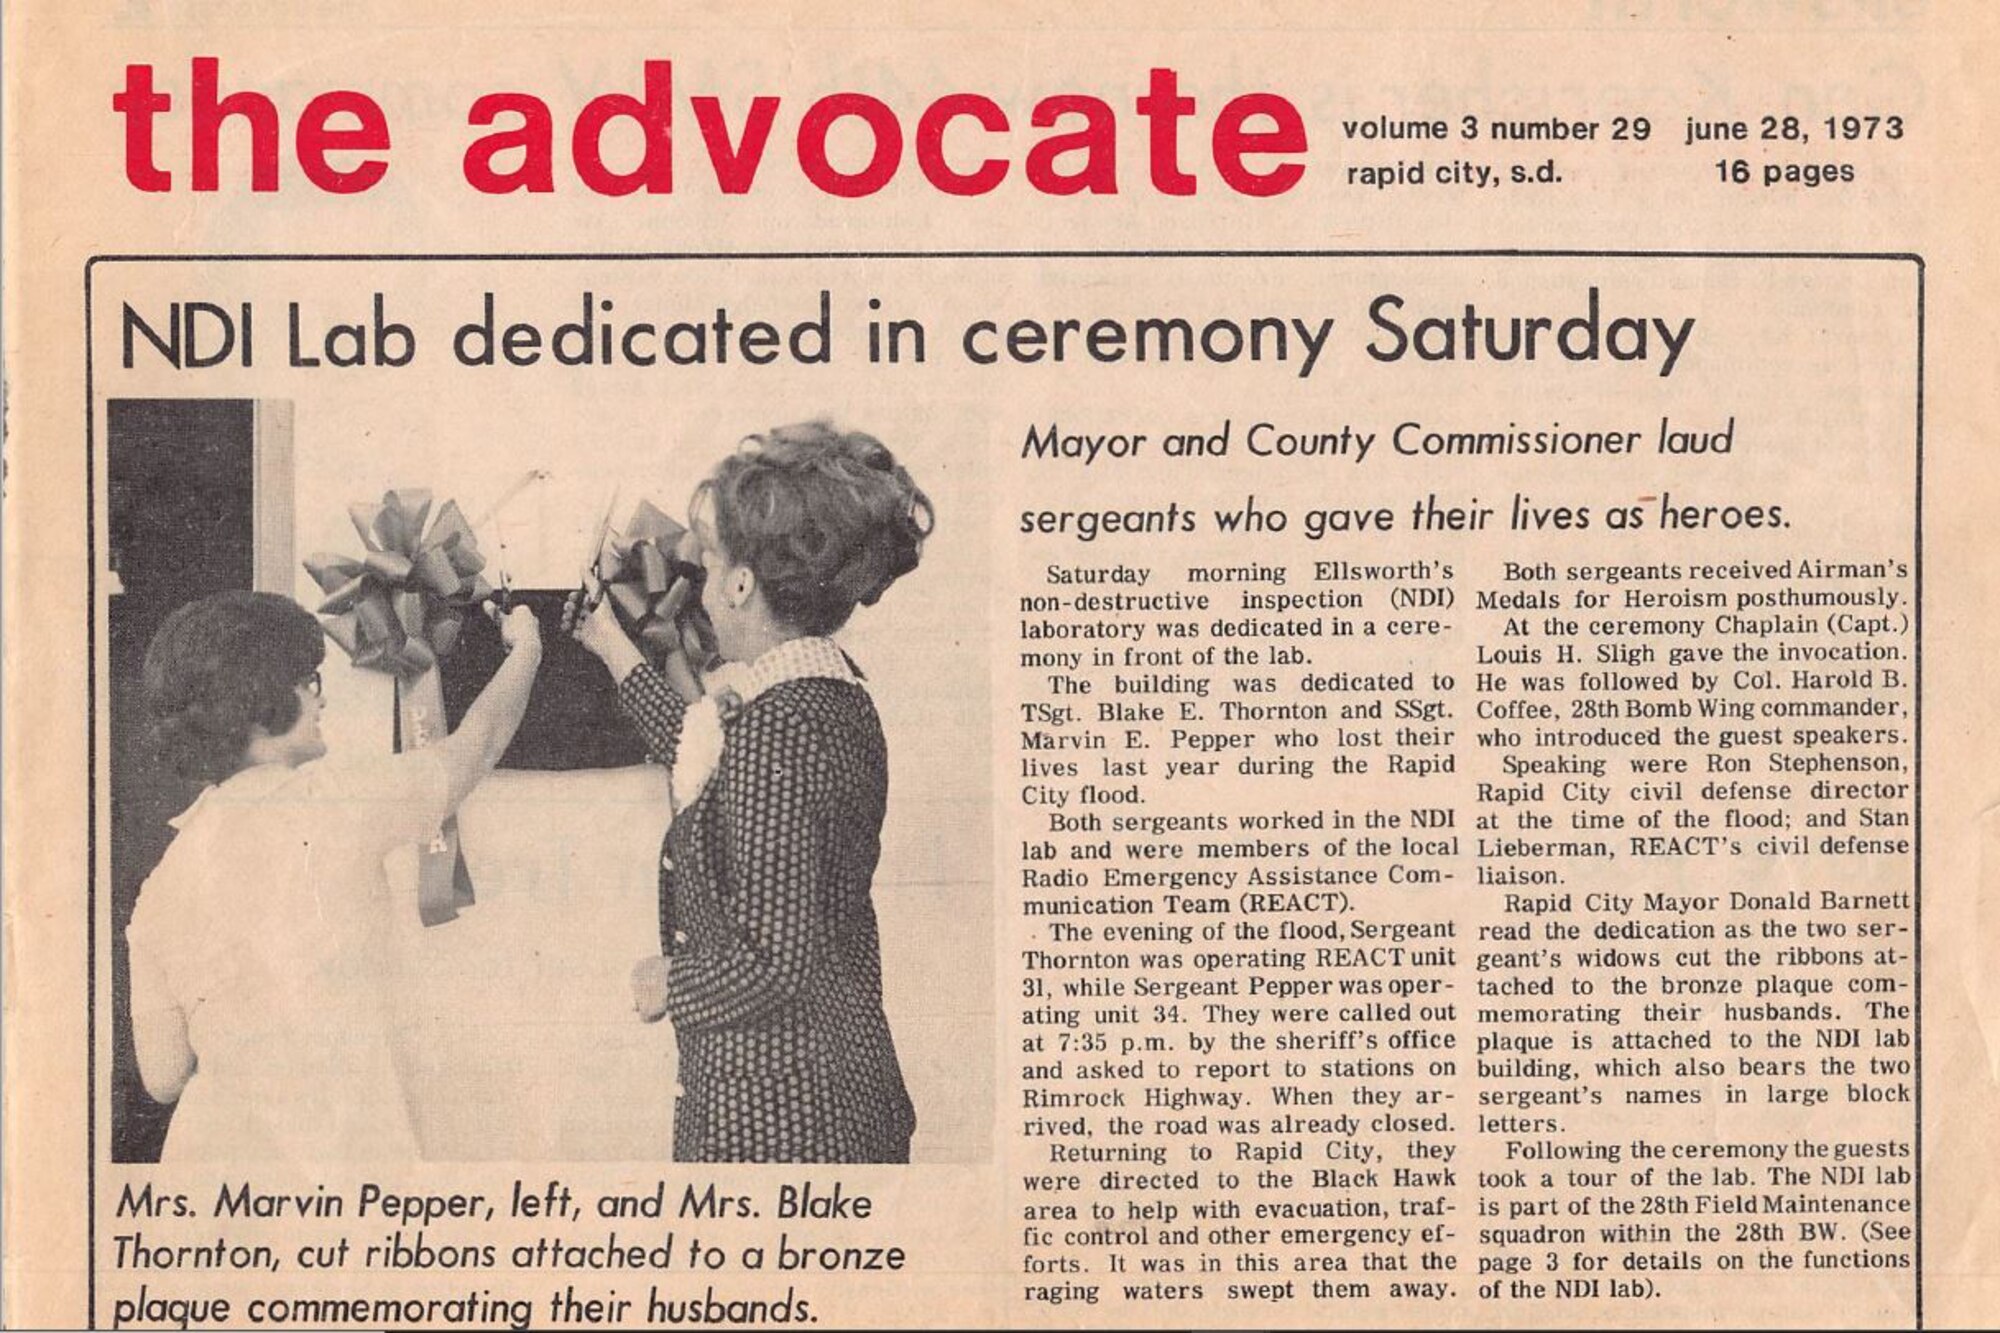 the advocate
volume 3 number 29 june 28, 1973
rapid city, s.d. 16 pages
NDI Lab dedicated in ceremony Saturday
Mayor and County Commissioner laud
sergeants who gave their lives as heroes.
Saturday morning Ellsworth's
non-destructive inspection (NDI)
laboratory was dedicated in a cere-
mony in front of the lab.
The building was dedicated to
TSgt. Blake E. Thornton and SSgt.
Marvin E. Pepper who lost their
lives last year during the Rapid
City flood.
Both sergeants worked in the NDI
lab and were members of the local
Radio Emergency Assistance Com-
munication Team (REACT).
The evening of the flood, Sergeant
Thornton was operating REACT unit
31, while Sergeant Pepper was oper-
ating unit 34. They were called out
at 7:35 p.m. by the sheriff's office
and asked to report to stations on
Rimrock Highway. When they ar-
rived, the road was already closed.
Returning to Rapid City, they
were directed to the Black Hawk
area to help with evacuation, traf-
fic control and other emergency ef-
forts. It was in this area that the
raging waters swept them away.
Both sergeants received Airman's
Medals for Heroism posthumously.
At the ceremony Chaplain (Capt.)
Louis H. Sligh gave the invocation.
He was followed by Col. Harold B.
Coffee, 28th Bomb Wing commander,
who introduced the guest speakers.
Speaking were Ron Stephenson,
Rapid City civil defense director
at the time of the flood; and Stan
Lieberman, REACT's civil defense
liaison.
Rapid City Mayor Donald Barnett
read the dedication as the two ser-
geant's widows cut the ribbons at-
tached to the bronze plaque com-
memorating their husbands. The
plaque is attached to the NDI lab
building, which also bears the two
sergeant's names in large block
letters.
Following the ceremony the guests
took a tour of the lab. The NDI lab
is part of the 28th Field Maintenance
squadron within the 28th BW. (See
page 3 for details on the functions
of the NDI lab).
Mrs. Marvin Pepper, left, and Mrs. Blake
Thornton, cut ribbons attached to a bronze
plaque commemorating their husbands.